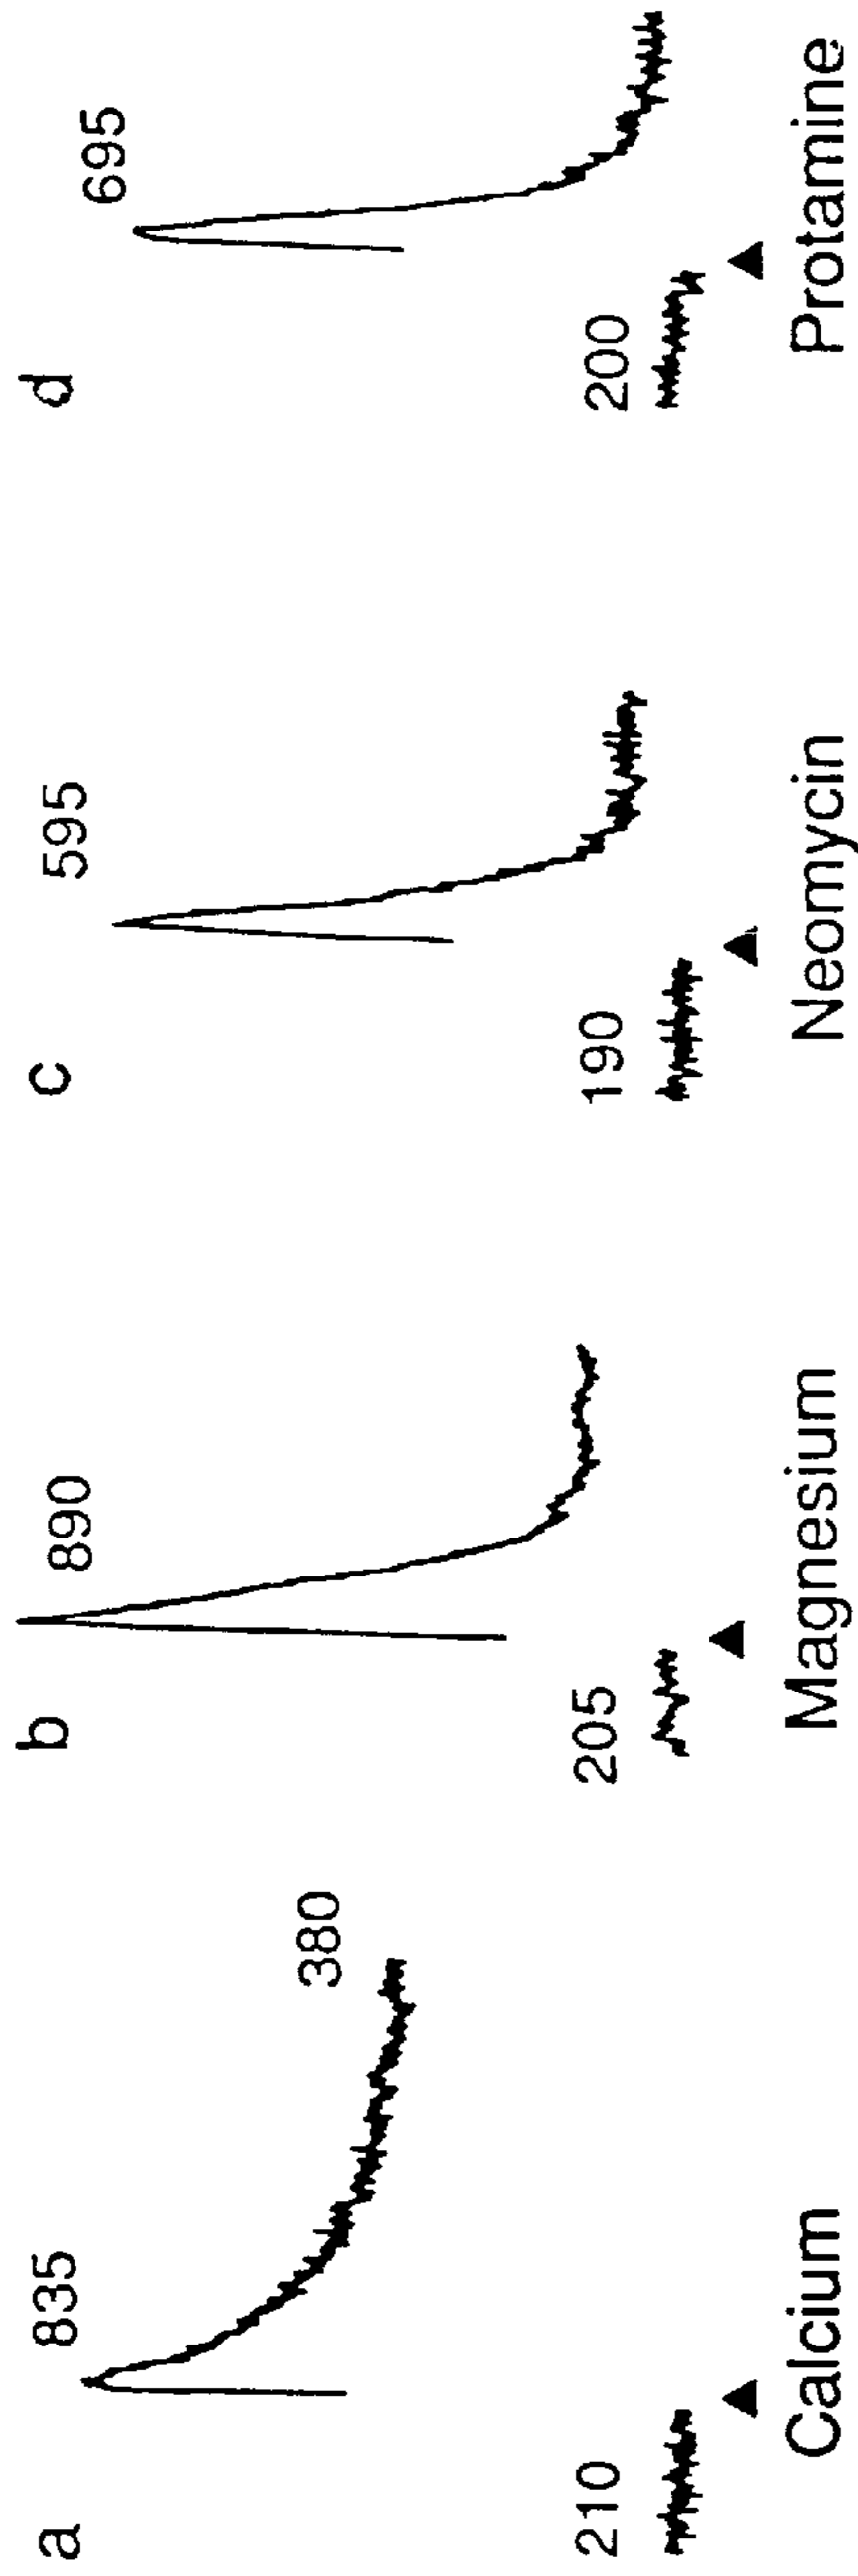 a
835
380
210
Calcium
b
890
205
Magnesium
c
595
190
Neomycin
d
695
200
Protamine